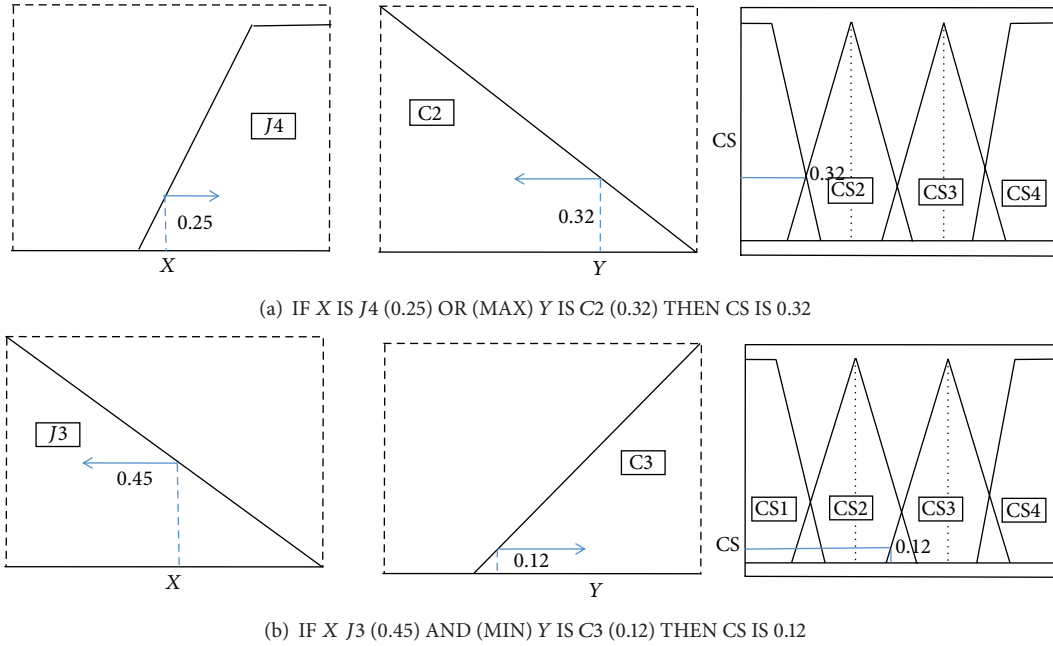 J4
0.25
X
C2
0.32
Y
CS
0.32
CS2
CS3
CS4
(a) IF X IS J4 (0.25) OR (MAX) Y IS C2 (0.32) THEN CS IS 0.32
J3
0.45
X
C3
0.12
Y
CS1
CS2
CS3
CS4
CS
0.12
(b) IF X J3 (0.45) AND (MIN) Y IS C3 (0.12) THEN CS IS 0.12